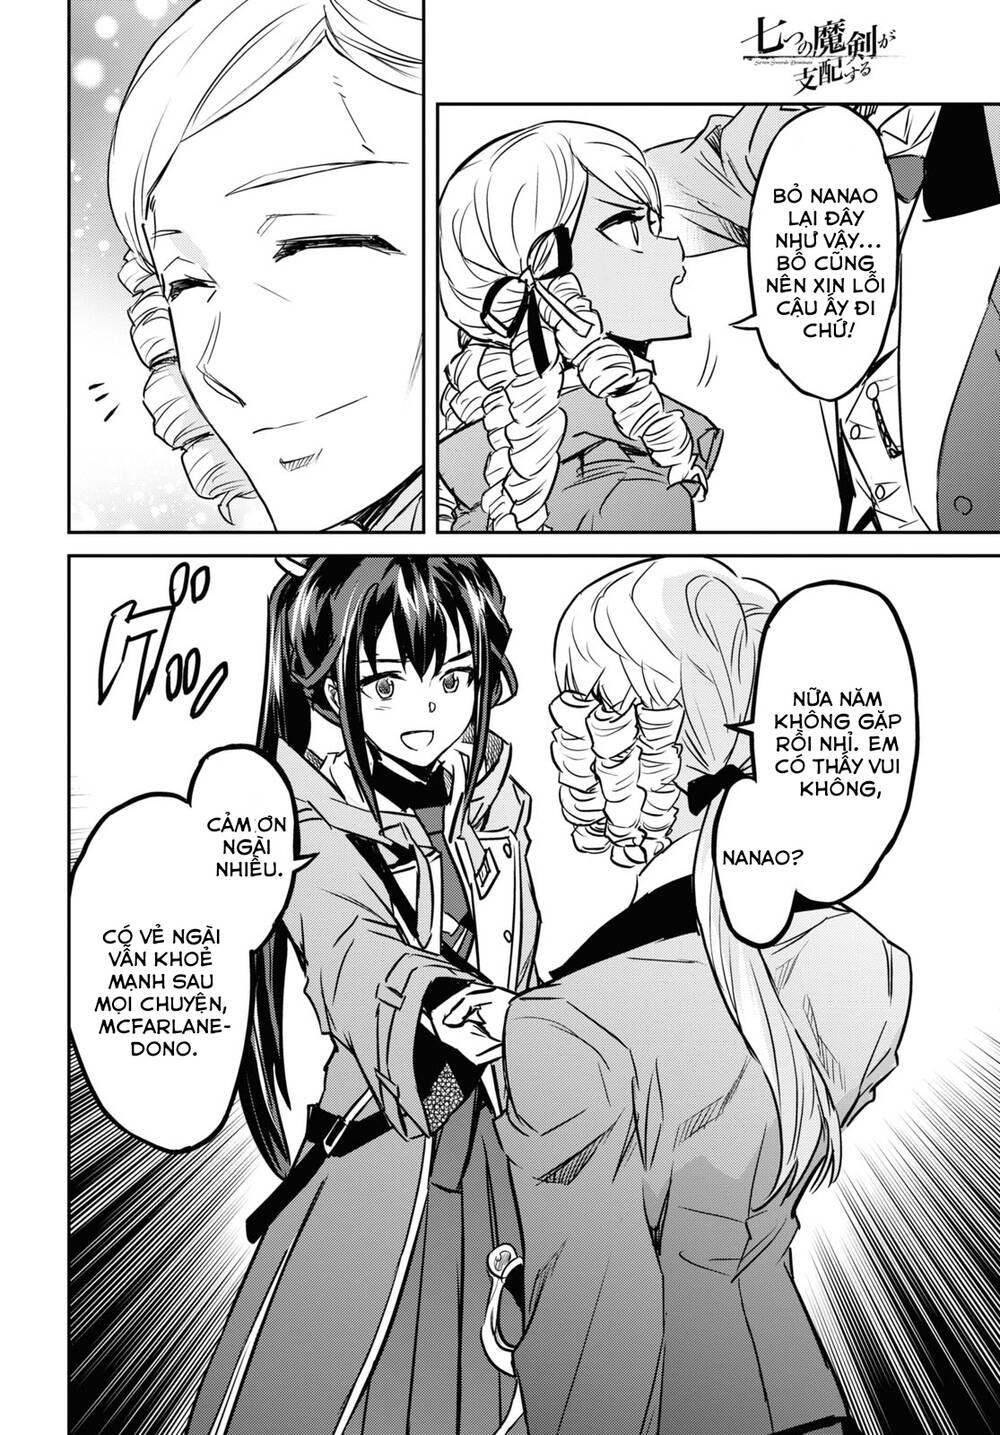 七つの魔剣が
Seven Swords Dominate
支配する
BỎ NANAO
LẠI ĐÂY
NHƯ VẬY...
BỐ CŨNG
NÊN XIN LỖI
CẬU ẤY ĐI
CHỨ!
NỮA NĂM
KHÔNG GẶP
RỒI NHỈ. EM
CÓ THẤY VUI
KHÔNG,
NANAO?
CẢM ƠN
NGÀI
NHIỀU.
CÓ VẺ NGÀI
VẪN KHOẺ
MẠNH SAU
MỌI CHUYỆN,
MCFARLANE-
DONO.